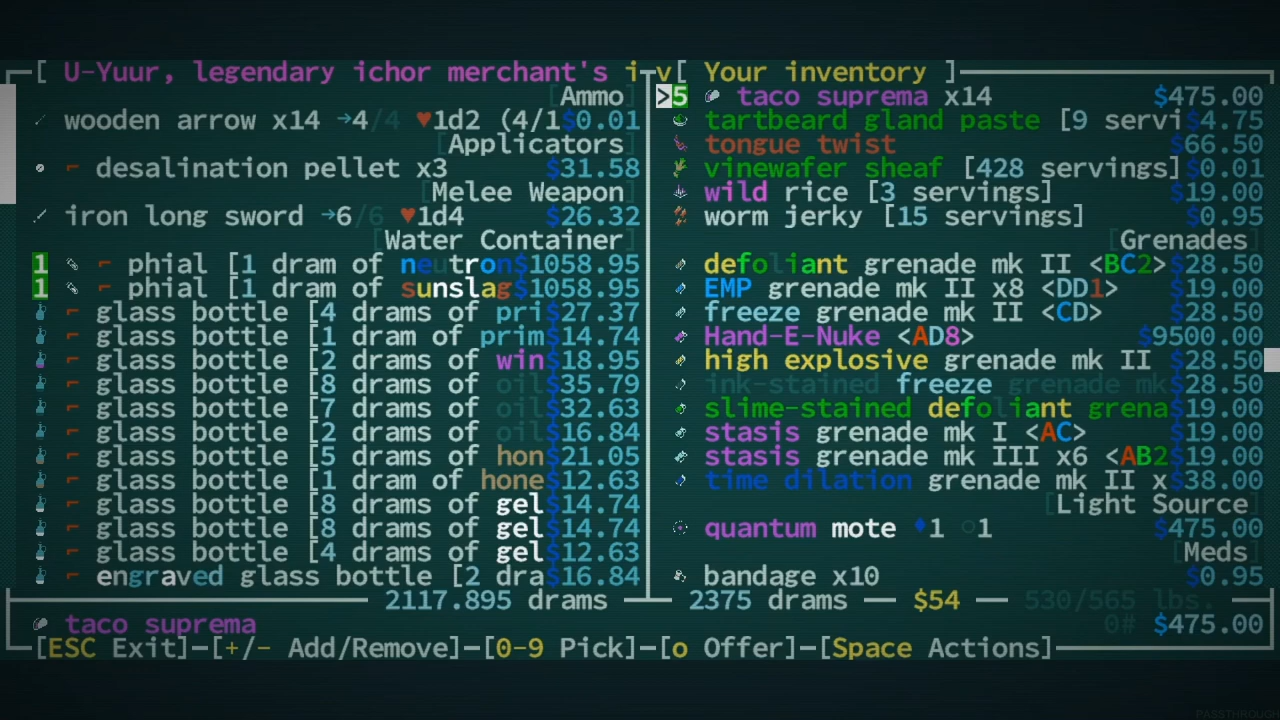 [ U-Yuur, legendary ichor merchant's i
[Ammo]
wooden arrow x14 →4/4 ♥1d2 (4/1 $0.01
[Applicators]
desalination pellet x3 $31.58
[Melee Weapon]
iron long sword →6/6 ♥1d4 $26.32
[Water Container]
1 phial [1 dram of neutron $1058.95
1 phial [1 dram of sunslag $1058.95
glass bottle [4 drams of pri $27.37
glass bottle [1 dram of prim $14.74
glass bottle [2 drams of win $18.95
glass bottle [8 drams of oil $35.79
glass bottle [7 drams of oil $32.63
glass bottle [2 drams of oil $16.84
glass bottle [5 drams of hon $21.05
glass bottle [1 dram of hone $12.63
glass bottle [8 drams of gel $14.74
glass bottle [8 drams of gel $14.74
glass bottle [4 drams of gel $12.63
engraved glass bottle [2 dra $16.84
2117.895 drams
v[ Your inventory ]
>5 taco suprema x14 $475.00
tartbeard gland paste [9 servi $4.75
tongue twist $66.50
vinewafer sheaf [428 servings] $0.01
wild rice [3 servings] $19.00
worm jerky [15 servings] $0.95
[Grenades]
defoliant grenade mk II <BC2> $28.50
EMP grenade mk II x8 <DD1> $19.00
freeze grenade mk II <CD> $28.50
Hand-E-Nuke <AD8> $9500.00
high explosive grenade mk II $28.50
ink-stained freeze grenade mk $28.50
slime-stained defoliant grena $19.00
stasis grenade mk I <AC> $19.00
stasis grenade mk III x6 <AB2 $19.00
time dilation grenade mk II x $38.00
[Light Source]
quantum mote ♦1 ○1 $475.00
[Meds]
bandage x10 $0.95
2375 drams — $54 — 530/565 lbs.
taco suprema 0# $475.00
[ESC Exit]-[+/- Add/Remove]-[0-9 Pick]-[o Offer]-[Space Actions]
PASSTHROUGH